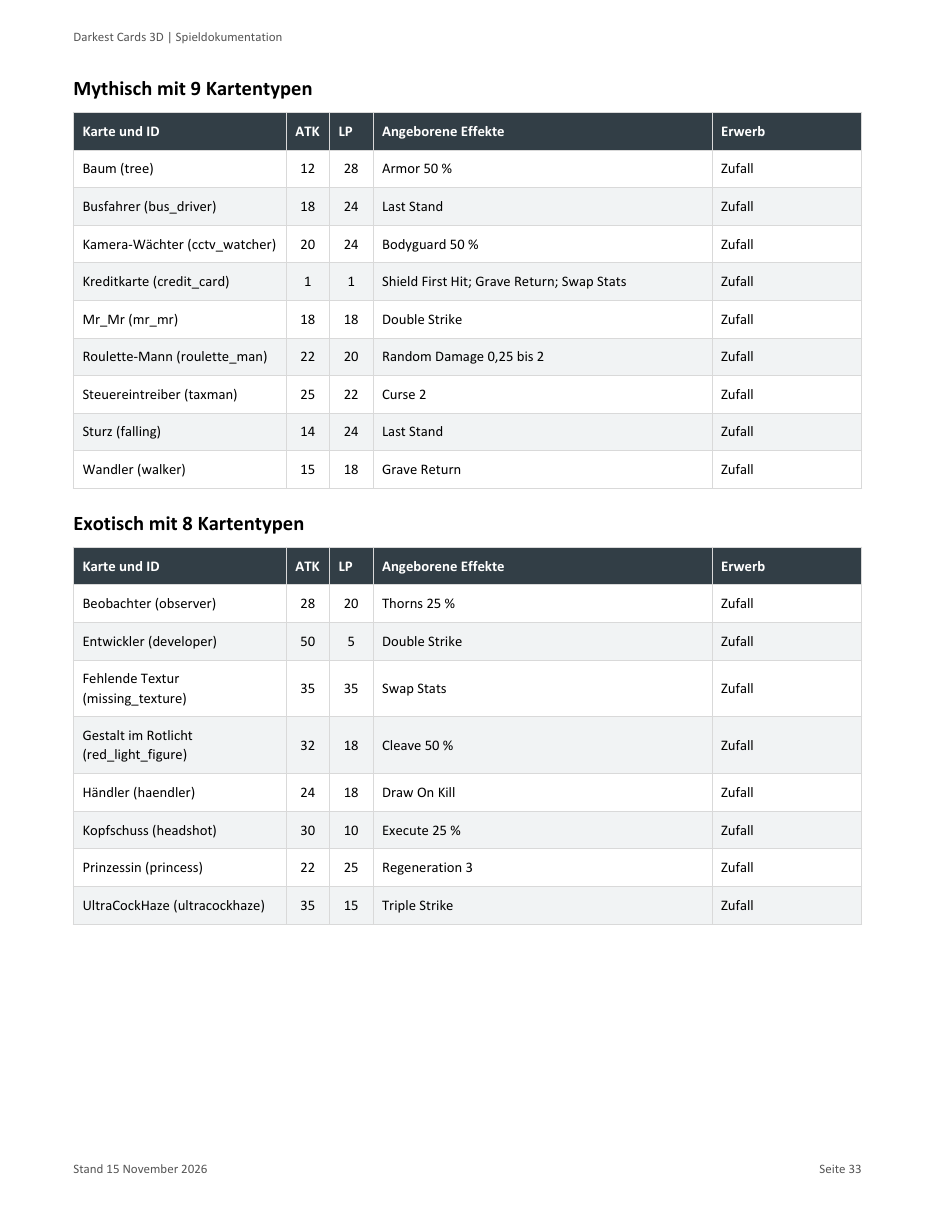 Darkest Cards 3D | Spieldokumentation
Mythisch mit 9 Kartentypen
Karte und ID ATK LP Angeborene Effekte Erwerb
Baum (tree) 12 28 Armor 50 % Zufall
Busfahrer (bus_driver) 18 24 Last Stand Zufall
Kamera-Wächter (cctv_watcher) 20 24 Bodyguard 50 % Zufall
Kreditkarte (credit_card) 1 1 Shield First Hit; Grave Return; Swap Stats Zufall
Mr_Mr (mr_mr) 18 18 Double Strike Zufall
Roulette-Mann (roulette_man) 22 20 Random Damage 0,25 bis 2 Zufall
Steuereintreiber (taxman) 25 22 Curse 2 Zufall
Sturz (falling) 14 24 Last Stand Zufall
Wandler (walker) 15 18 Grave Return Zufall
Exotisch mit 8 Kartentypen
Karte und ID ATK LP Angeborene Effekte Erwerb
Beobachter (observer) 28 20 Thorns 25 % Zufall
Entwickler (developer) 50 5 Double Strike Zufall
Fehlende Textur
(missing_texture) 35 35 Swap Stats Zufall
Gestalt im Rotlicht
(red_light_figure) 32 18 Cleave 50 % Zufall
Händler (haendler) 24 18 Draw On Kill Zufall
Kopfschuss (headshot) 30 10 Execute 25 % Zufall
Prinzessin (princess) 22 25 Regeneration 3 Zufall
UltraCockHaze (ultracockhaze) 35 15 Triple Strike Zufall
Stand 15 November 2026 Seite 33